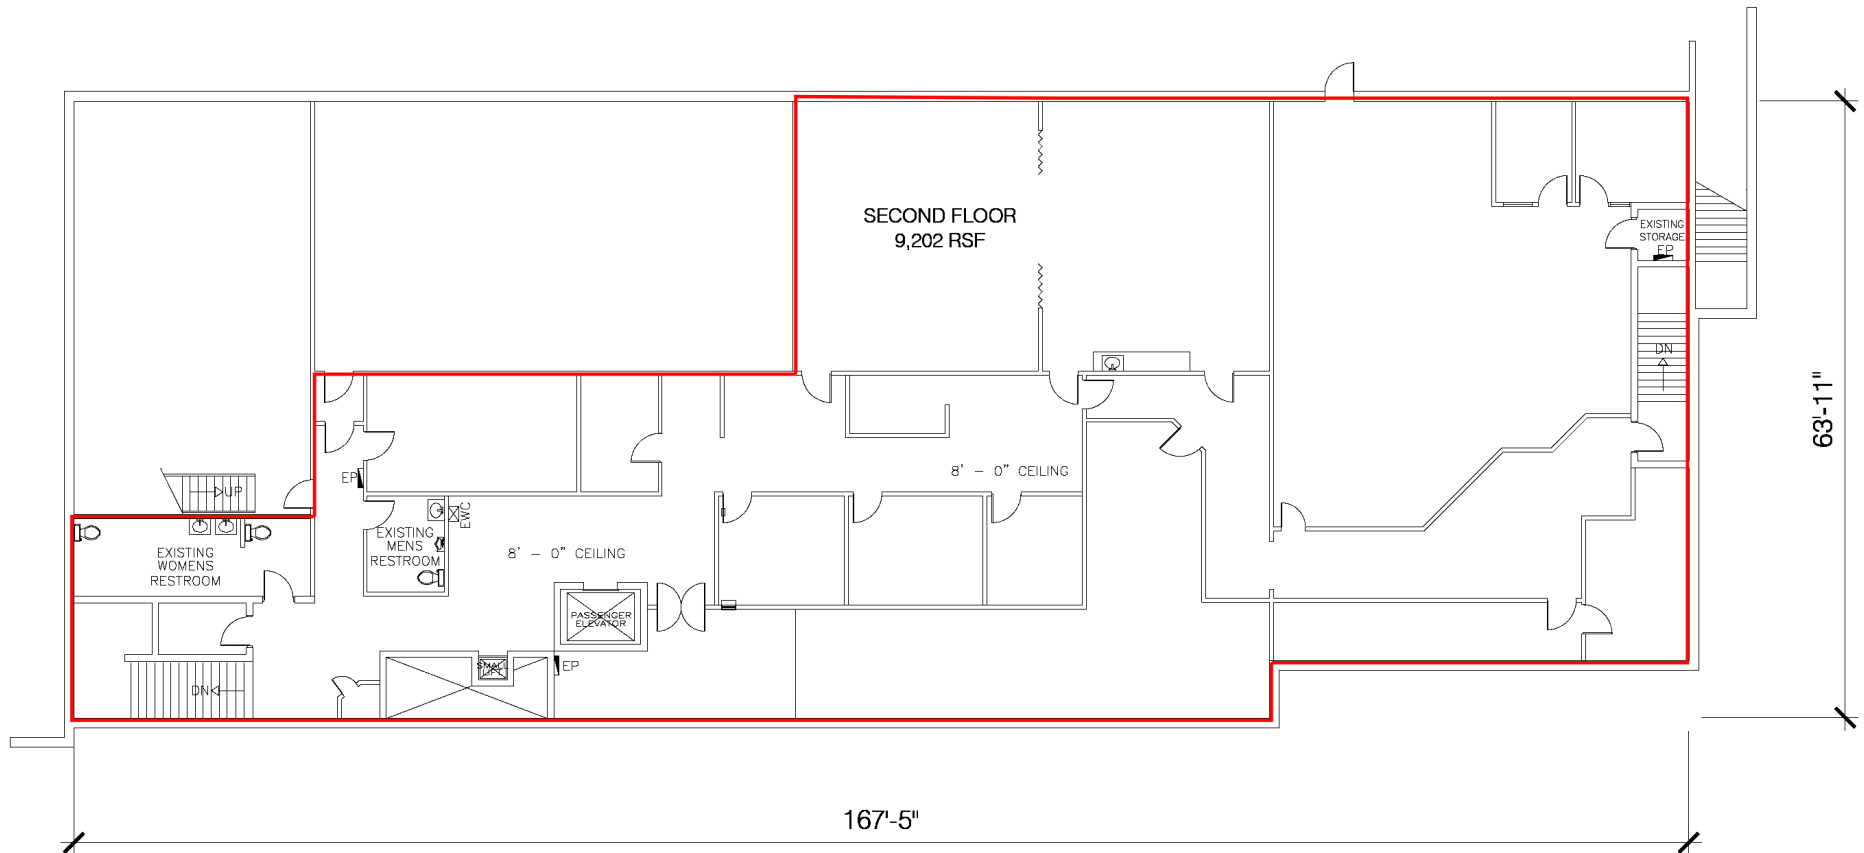 SECOND FLOOR
9,202 RSF
EXISTING
STORAGE
EP
DN
63'-11"
8' - 0" CEILING
UP
EP
EWC
EXISTING
MENS
RESTROOM
8' - 0" CEILING
EXISTING
WOMENS
RESTROOM
PASSENGER
ELEVATOR
SMALL
LIFT
EP
DN
167'-5"